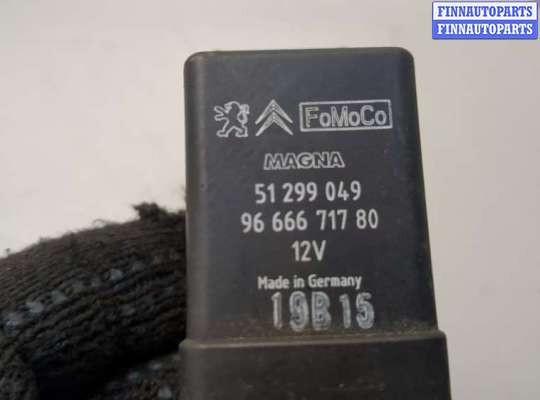 FINNAUTOPARTS
FINNAUTOPARTS
FoMoCo
MAGNA
51 299 049
96 666 717 80
12V
Made in Germany
19B15